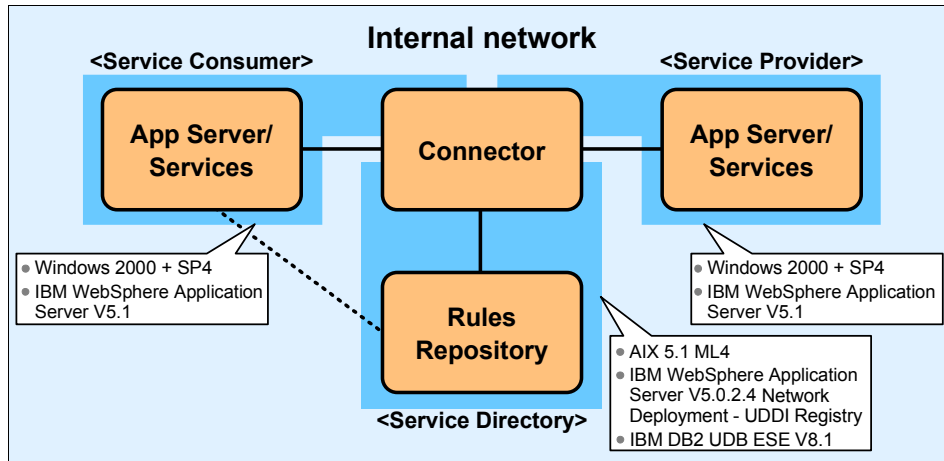 Internal network
<Service Consumer>
<Service Provider>
App Server/
Services
Connector
App Server/
Services
Windows 2000 + SP4
IBM WebSphere Application
Server V5.1
Windows 2000 + SP4
IBM WebSphere Application
Server V5.1
Rules
Repository
AIX 5.1 ML4
IBM WebSphere Application
Server V5.0.2.4 Network
Deployment - UDDI Registry
IBM DB2 UDB ESE V8.1
<Service Directory>